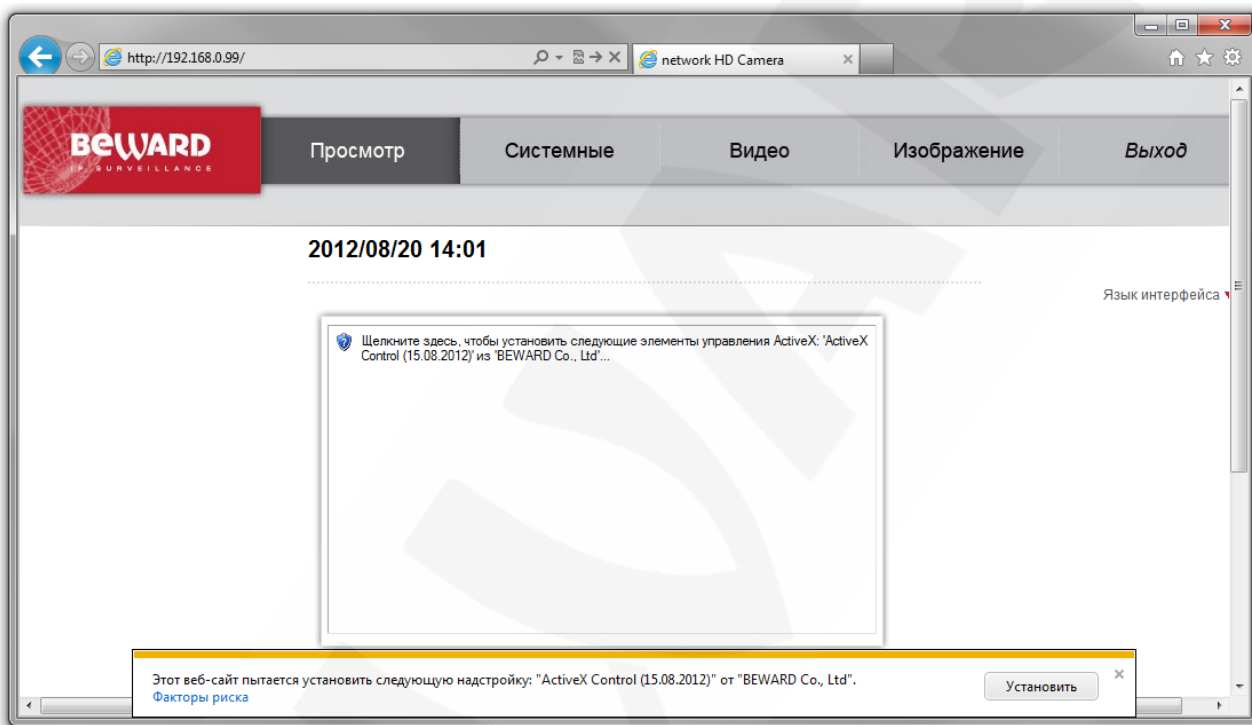 http://192.168.0.99/
network HD Camera
BEWARD
IP SURVEILLANCE
Просмотр
Системные
Видео
Изображение
Выход
2012/08/20 14:01
Язык интерфейса
Щелкните здесь, чтобы установить следующие элементы управления ActiveX: 'ActiveX
Control (15.08.2012)' из 'BEWARD Co., Ltd'...
Этот веб-сайт пытается установить следующую надстройку: "ActiveX Control (15.08.2012)" от "BEWARD Co., Ltd".
Факторы риска
Установить